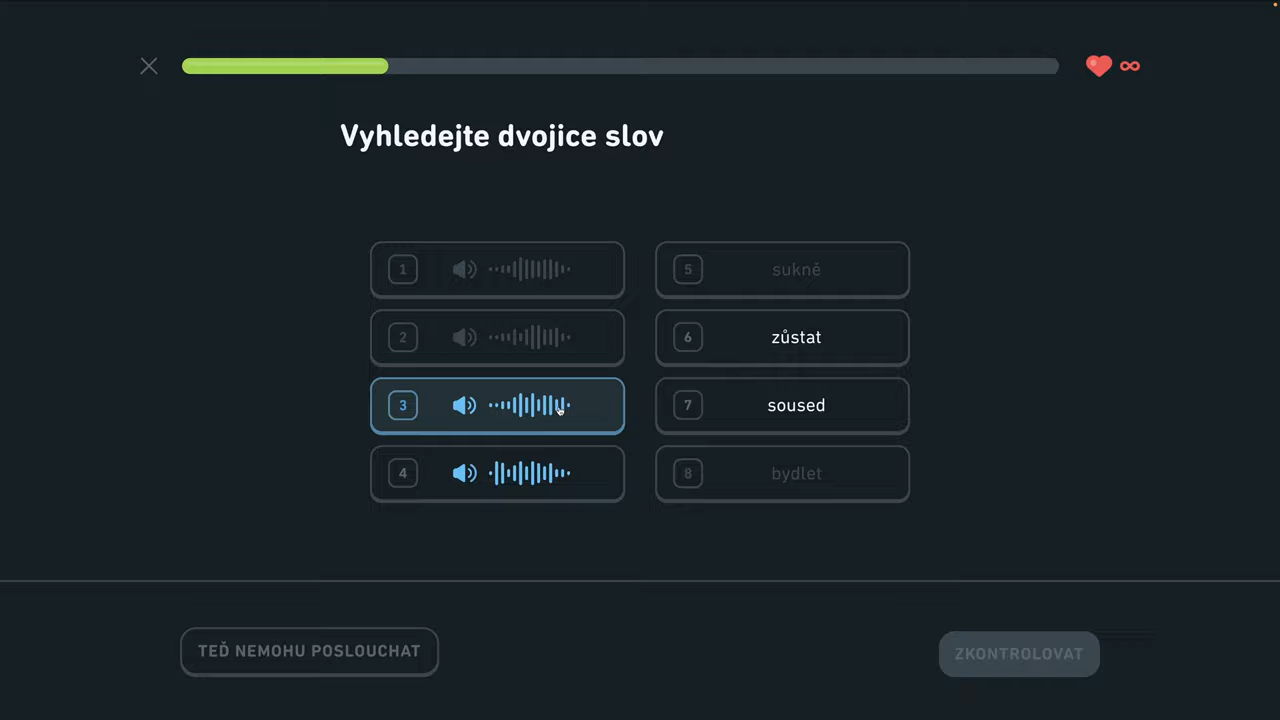 Vyhledejte dvojice slov
1
5 sukně
2
6 zůstat
3
7 soused
4
8 bydlet
TEĎ NEMOHU POSLOUCHAT
ZKONTROLOVAT